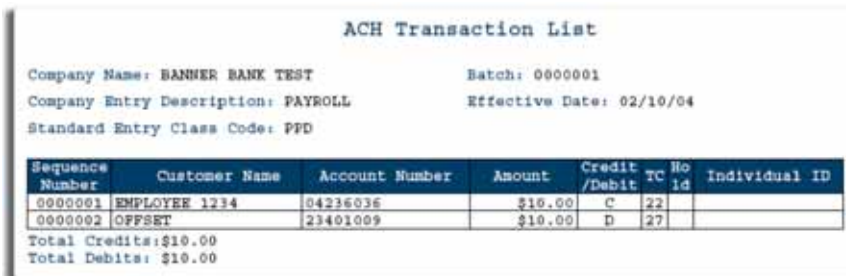 ACH Transaction List
Company Name: BANNER BANK TEST Batch: 0000001
Company Entry Description: PAYROLL Effective Date: 02/10/04
Standard Entry Class Code: PPD
Sequence Number Customer Name Account Number Amount Credit /Debit TC Ho ld Individual ID
0000001 EMPLOYEE 1234 04236036 $10.00 C 22
0000002 OFFSET 23401009 $10.00 D 27
Total Credits:$10.00
Total Debits: $10.00